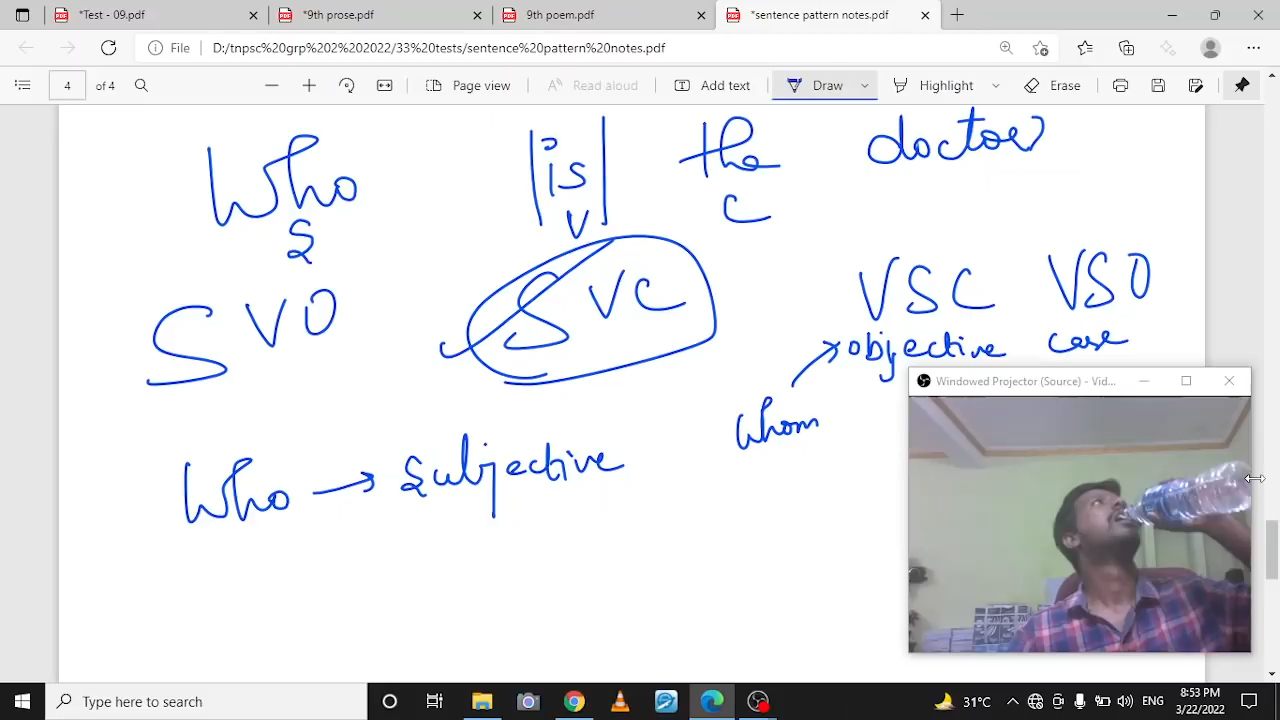 *Test - 09.pdf
*9th prose.pdf
9th poem.pdf
*sentence pattern notes.pdf
File D:/tnpsc%20grp%202%202022/33%20tests/sentence%20pattern%20notes.pdf
4 of 4 Page view Read aloud Add text Draw Highlight Erase
Who is the doctor
S V C
S V O S V C VSC VSO
objective case
Whom
Who → Subjective
Windowed Projector (Source) - Vid...
Type here to search
31°C ENG
8:53 PM
3/22/2022